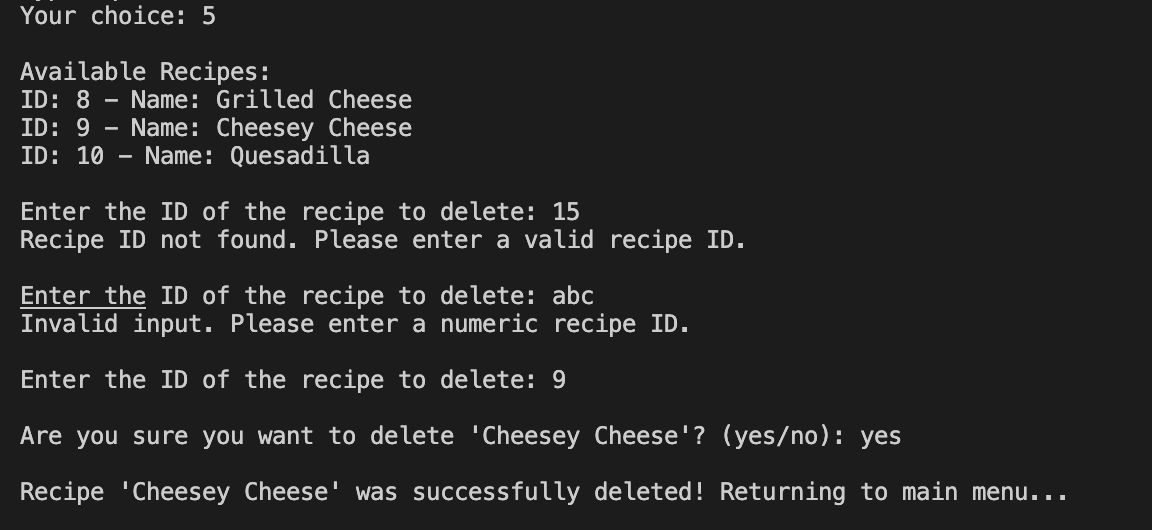 Your choice: 5
Available Recipes:
ID: 8 – Name: Grilled Cheese
ID: 9 – Name: Cheesey Cheese
ID: 10 – Name: Quesadilla
Enter the ID of the recipe to delete: 15
Recipe ID not found. Please enter a valid recipe ID.
Enter the ID of the recipe to delete: abc
Invalid input. Please enter a numeric recipe ID.
Enter the ID of the recipe to delete: 9
Are you sure you want to delete 'Cheesey Cheese'? (yes/no): yes
Recipe 'Cheesey Cheese' was successfully deleted! Returning to main menu...